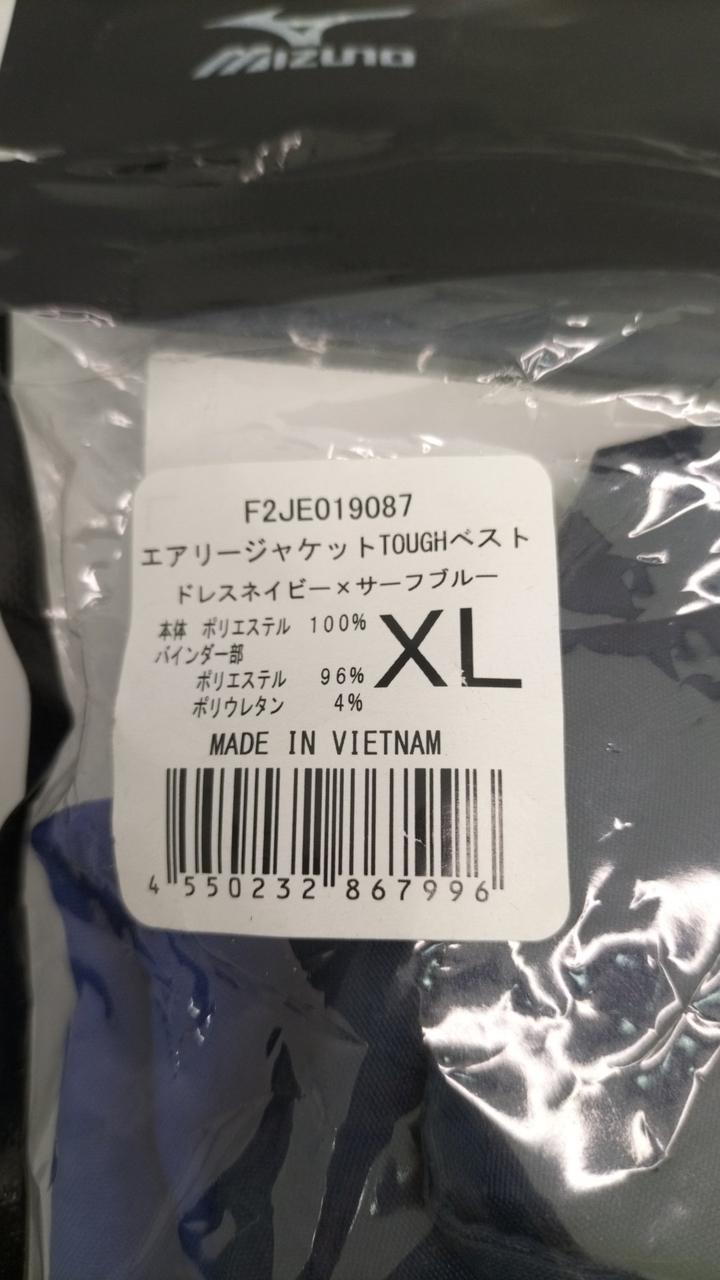 MIZUNO
F2JE019087
エアリージャケットTOUGHベスト
ドレスネイビー×サーフブルー
本体 ポリエステル 100%
バインダー部
ポリエステル 96%
ポリウレタン 4%
XL
MADE IN VIETNAM
4 550232 867996